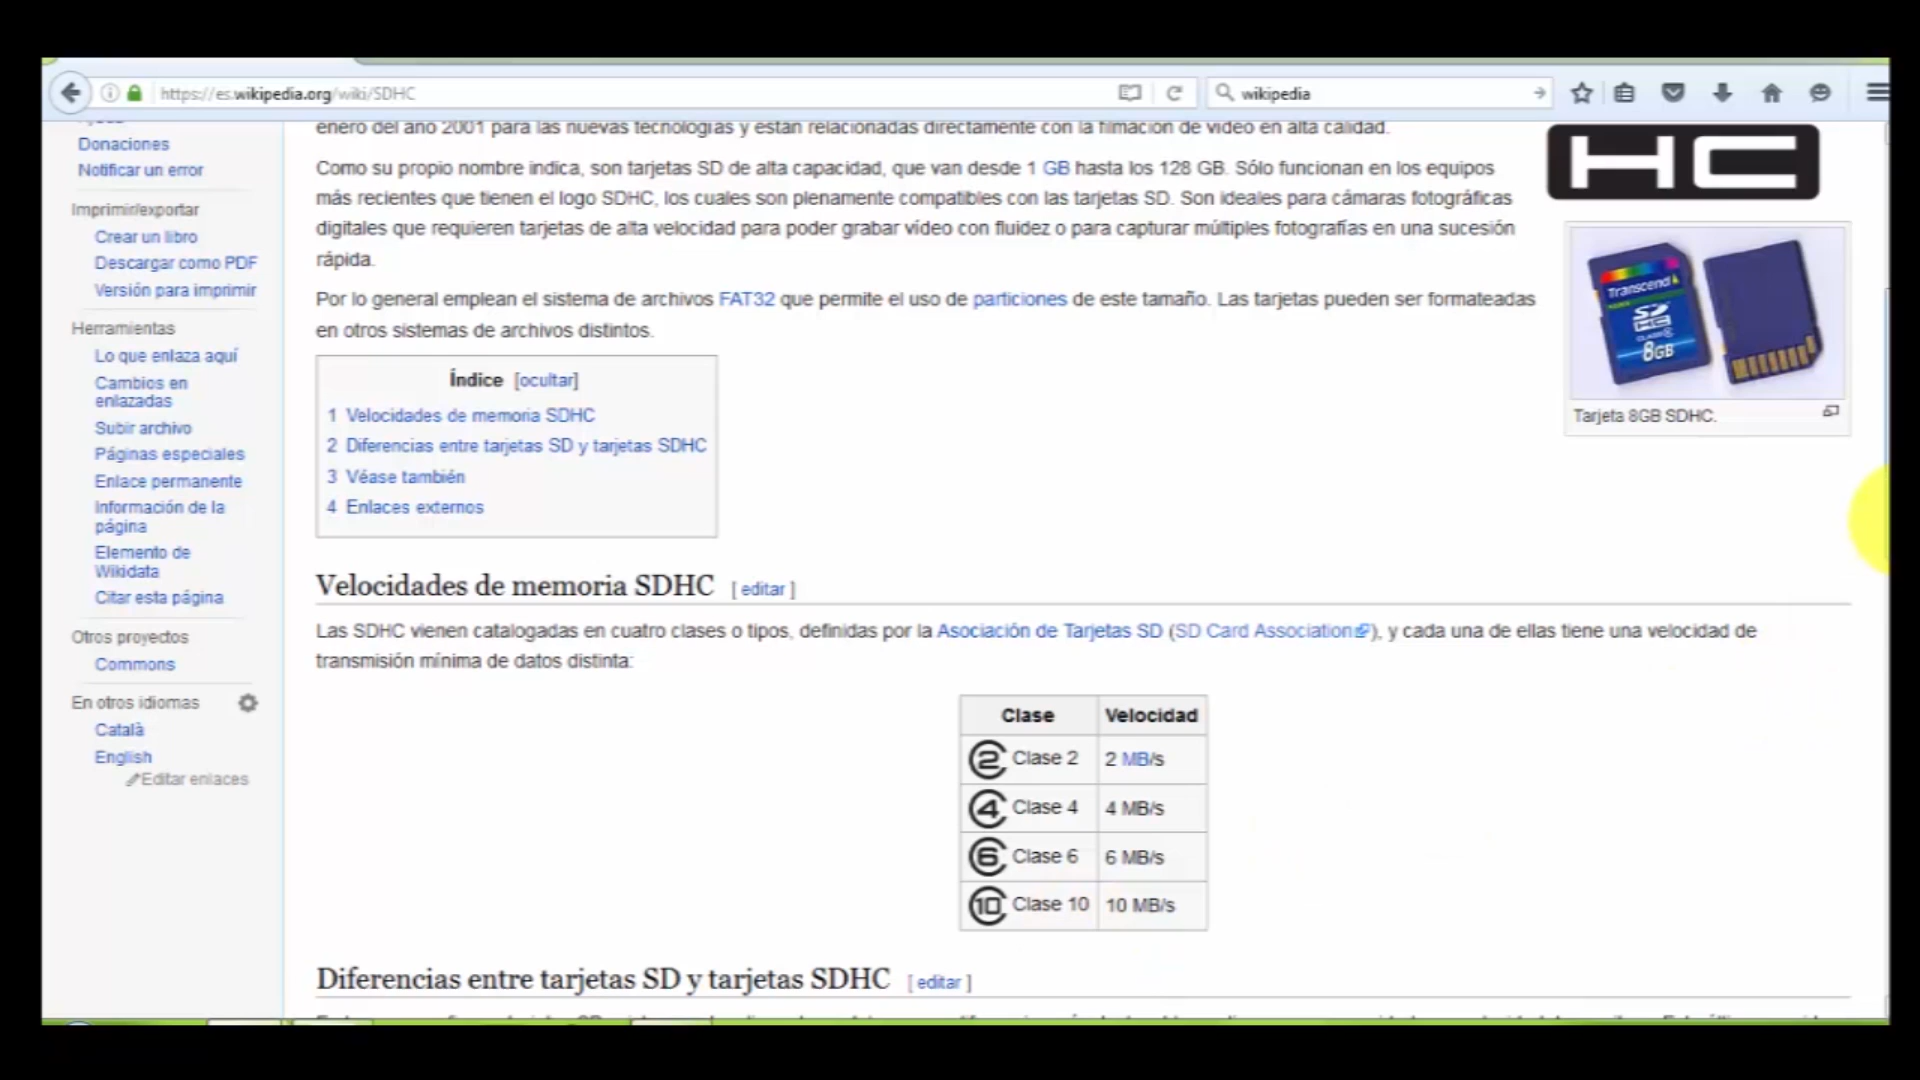 https://es.wikipedia.org/wiki/SDHC
wikipedia
Donaciones
Notificar un error
Imprimir/exportar
Crear un libro
Descargar como PDF
Versión para imprimir
Herramientas
Lo que enlaza aquí
Cambios en
enlazadas
Subir archivo
Páginas especiales
Enlace permanente
Información de la
página
Elemento de
Wikidata
Citar esta página
Otros proyectos
Commons
En otros idiomas
Català
English
Editar enlaces
enero del año 2001 para las nuevas tecnologías y están relacionadas directamente con la filmación de vídeo en alta calidad.
Como su propio nombre indica, son tarjetas SD de alta capacidad, que van desde 1 GB hasta los 128 GB. Sólo funcionan en los equipos
más recientes que tienen el logo SDHC, los cuales son plenamente compatibles con las tarjetas SD. Son ideales para cámaras fotográficas
digitales que requieren tarjetas de alta velocidad para poder grabar vídeo con fluidez o para capturar múltiples fotografías en una sucesión
rápida.
Por lo general emplean el sistema de archivos FAT32 que permite el uso de particiones de este tamaño. Las tarjetas pueden ser formateadas
en otros sistemas de archivos distintos.
HC
Transcend
SD
HC
8GB
Tarjeta 8GB SDHC.
Índice [ocultar]
1 Velocidades de memoria SDHC
2 Diferencias entre tarjetas SD y tarjetas SDHC
3 Véase también
4 Enlaces externos
Velocidades de memoria SDHC [ editar ]
Las SDHC vienen catalogadas en cuatro clases o tipos, definidas por la Asociación de Tarjetas SD (SD Card Association), y cada una de ellas tiene una velocidad de
transmisión mínima de datos distinta:
Clase Velocidad
2 Clase 2 2 MB/s
4 Clase 4 4 MB/s
6 Clase 6 6 MB/s
10 Clase 10 10 MB/s
Diferencias entre tarjetas SD y tarjetas SDHC [ editar ]